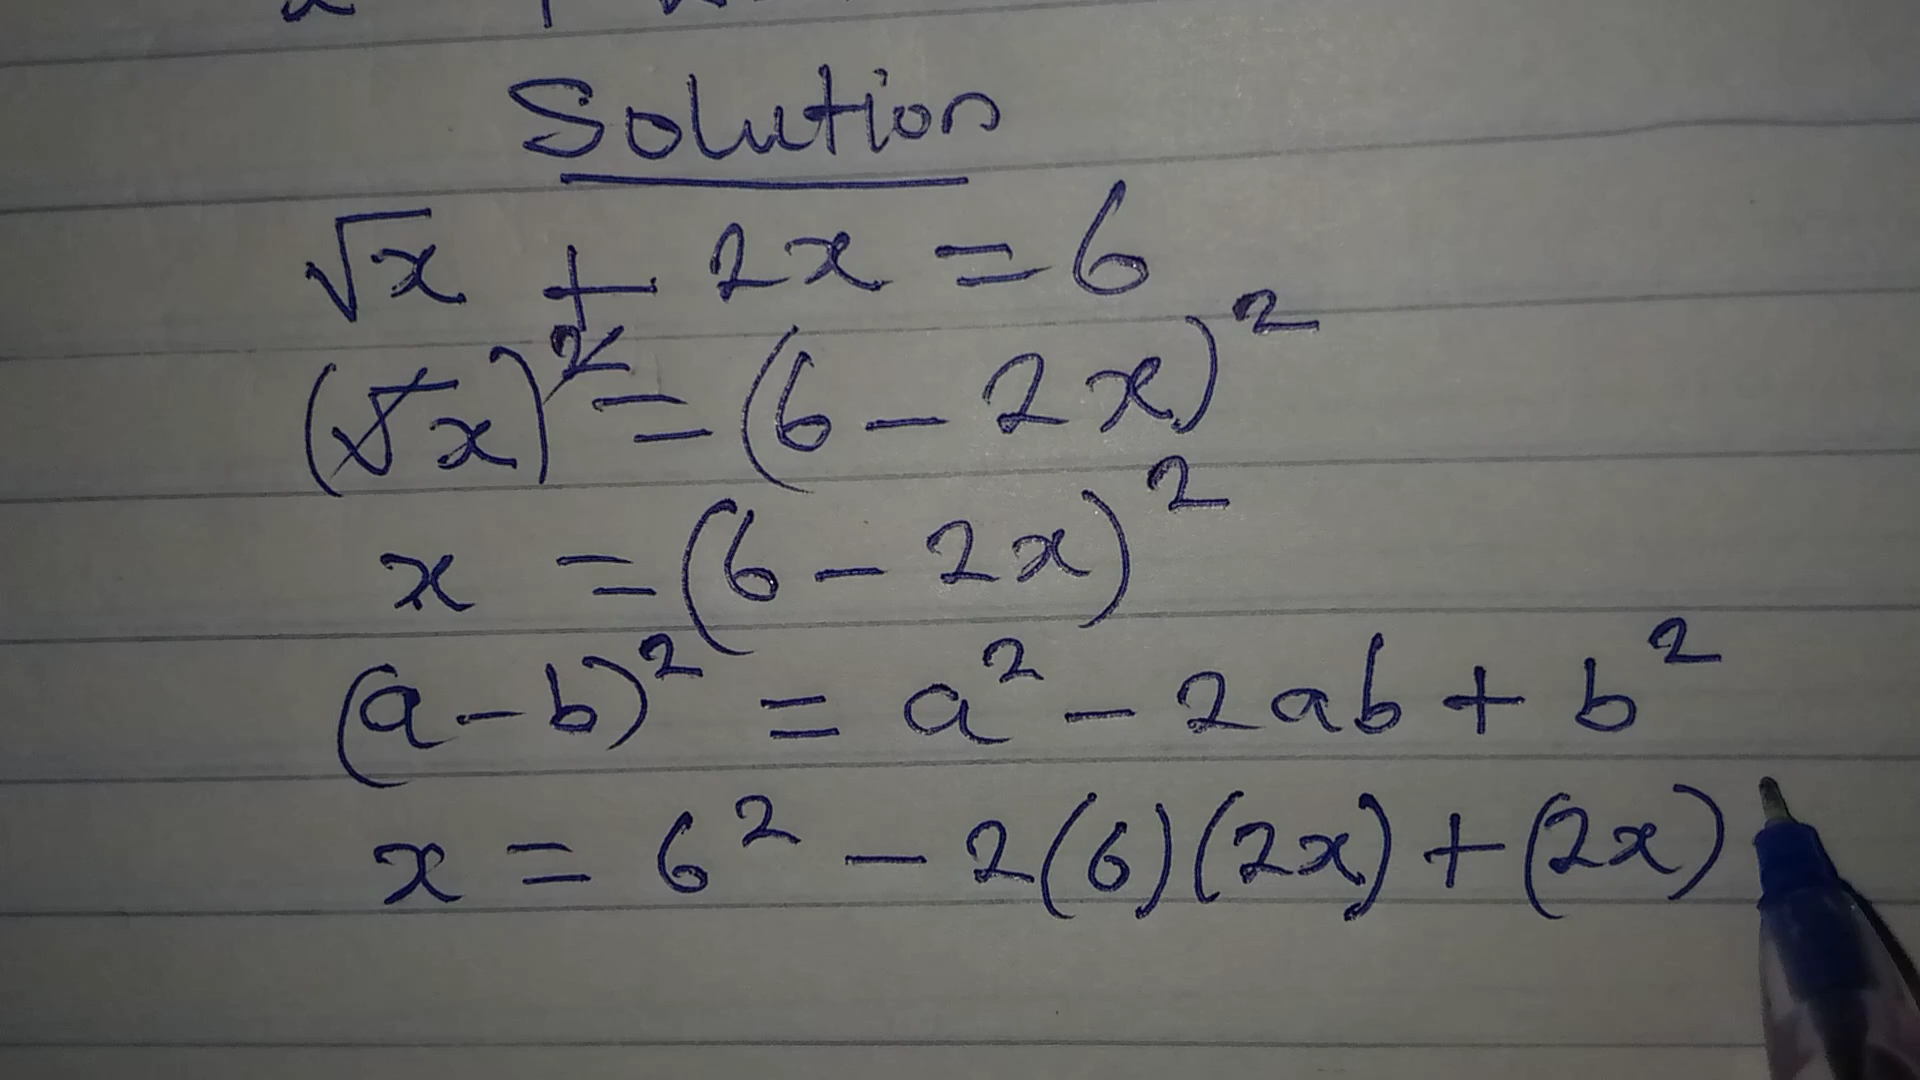 Solution
√x + 2x = 6
(√x)² = (6 - 2x)²
x = (6 - 2x)²
(a - b)² = a² - 2ab + b²
x = 6² - 2(6)(2x) + (2x)